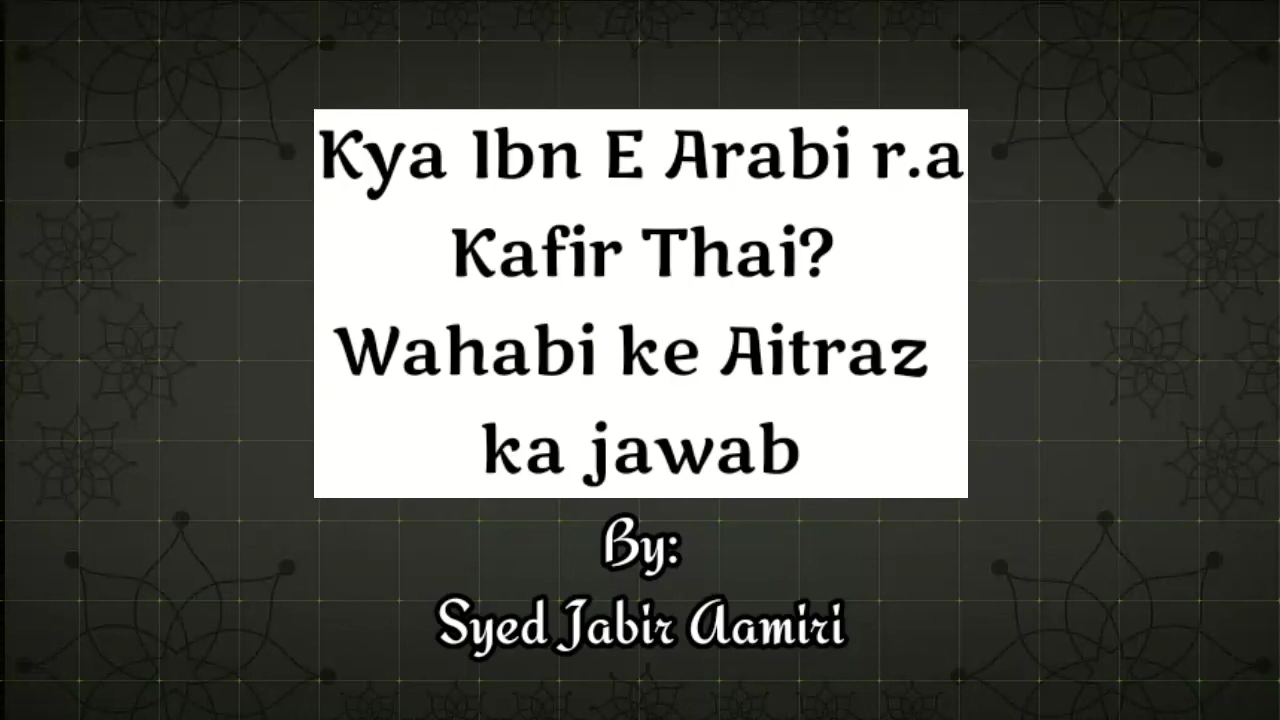 Kya Ibn E Arabi r.a
Kafir Thai?
Wahabi ke Aitraz
ka jawab
By:
Syed Jabir Aamiri